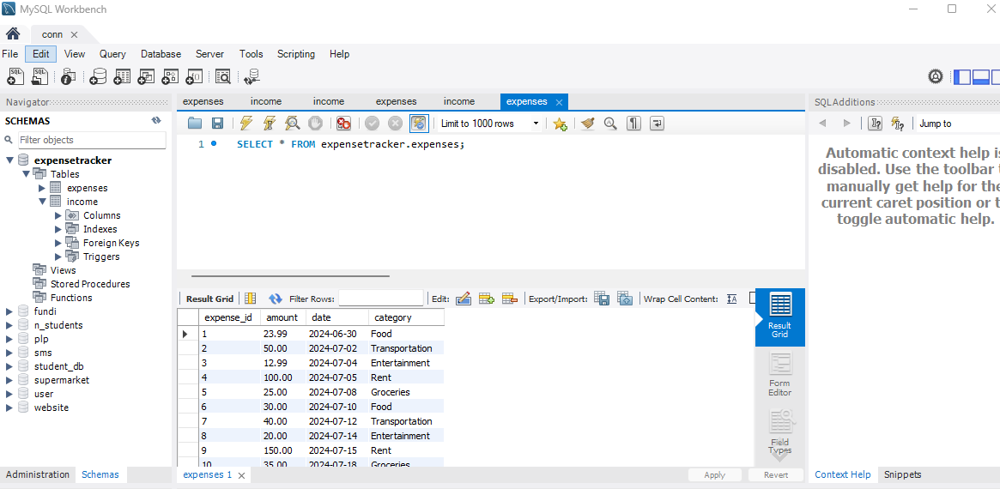 MySQL Workbench
conn
File Edit View Query Database Server Tools Scripting Help
Navigator
SCHEMAS
Filter objects
expensetracker
Tables
expenses
income
Columns
Indexes
Foreign Keys
Triggers
Views
Stored Procedures
Functions
fundi
n_students
plp
sms
student_db
supermarket
user
website
Administration Schemas
expenses income income expenses income expenses
Limit to 1000 rows
1 SELECT * FROM expensetracker.expenses;
Result Grid Filter Rows: Edit: Export/Import: Wrap Cell Content:
expense_id amount date category
1 23.99 2024-06-30 Food
2 50.00 2024-07-02 Transportation
3 12.99 2024-07-04 Entertainment
4 100.00 2024-07-05 Rent
5 25.00 2024-07-08 Groceries
6 30.00 2024-07-10 Food
7 40.00 2024-07-12 Transportation
8 20.00 2024-07-14 Entertainment
9 150.00 2024-07-15 Rent
10 35.00 2024-07-18 Groceries
Result
Grid
Form
Editor
Field
Types
expenses 1
Apply Revert
SQLAdditions
Jump to
Automatic context help is
disabled. Use the toolbar t
manually get help for the
current caret position or t
toggle automatic help.
Context Help Snippets